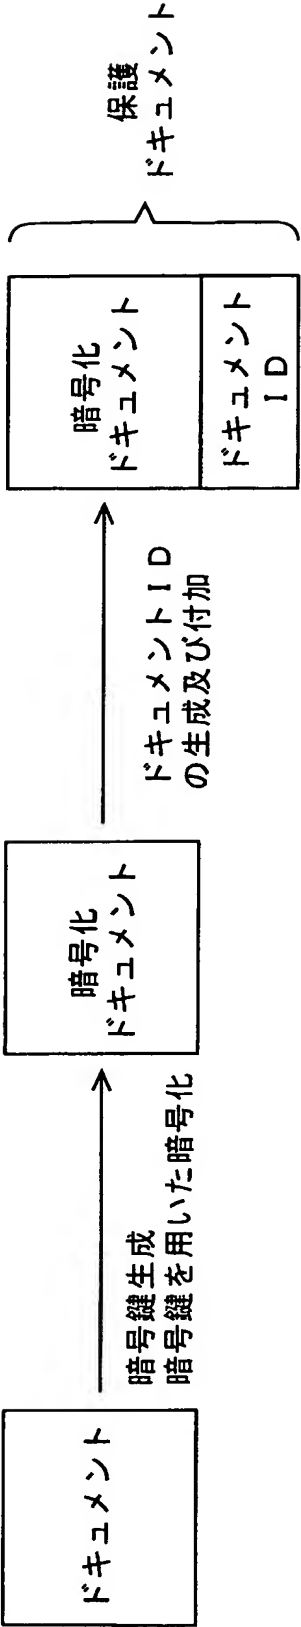 ドキュメント
暗号鍵生成
暗号鍵を用いた暗号化
暗号化
ドキュメント
ドキュメントＩＤ
の生成及び付加
暗号化
ドキュメント
ドキュメント
ＩＤ
保護
ドキュメント